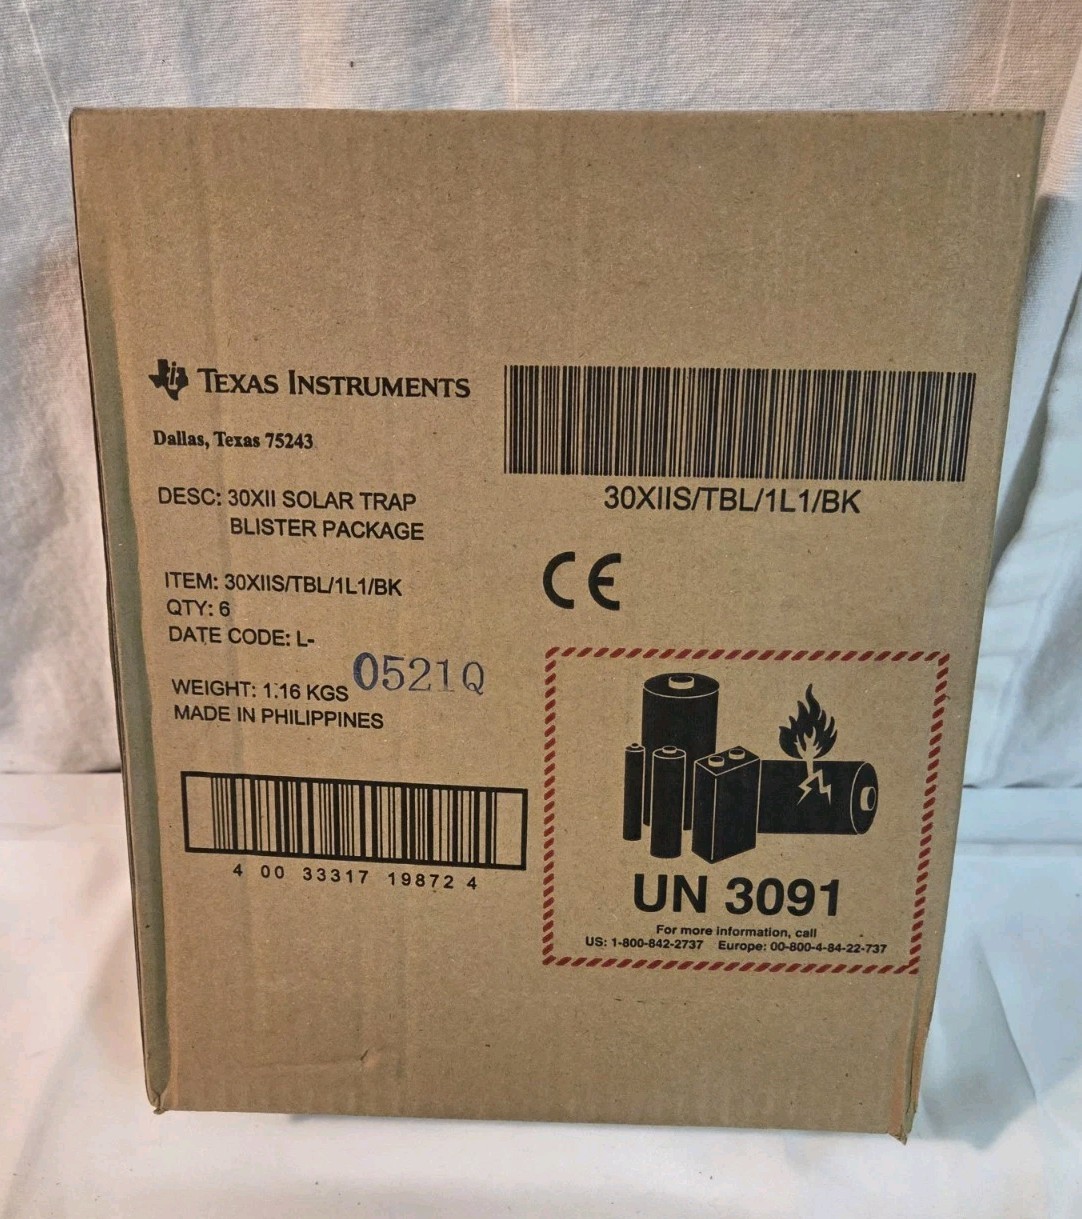 TEXAS INSTRUMENTS
Dallas, Texas 75243
DESC: 30XII SOLAR TRAP
BLISTER PACKAGE
ITEM: 30XIIS/TBL/1L1/BK
QTY: 6
DATE CODE: L-
0521Q
WEIGHT: 1.16 KGS
MADE IN PHILIPPINES
4 00 33317 19872 4
30XIIS/TBL/1L1/BK
CE
UN 3091
For more information, call
US: 1-800-842-2737 Europe: 00-800-4-84-22-737